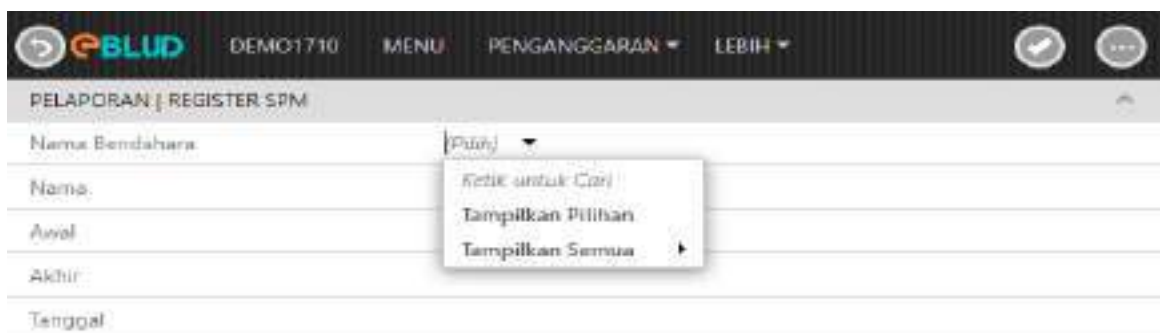 eBLUD DEMO1710 MENU PENGANGGARAN LEBIH
PELAPORAN | REGISTER SPM
Nama Bendahara (Pilih)
Nama Ketik untuk Cari
Tampilkan Pilihan
Awal
Tampilkan Semua
Akhir
Tanggal